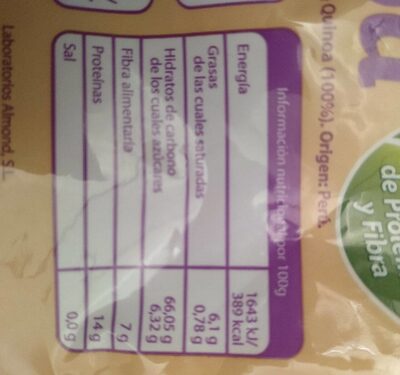 Quinoa (100%). Origen: Perú.
Información nutricional por 100g
Energía 1643 kJ/
389 kcal
Grasas 6,1 g
de las cuales saturadas 0,78 g
Hidratos de carbono 66,05 g
de los cuales azúcares 6,32 g
Fibra alimentaria 7 g
Proteínas 14 g
Sal 0,0 g
Laboratorios Almond, S.L.
y Fibra